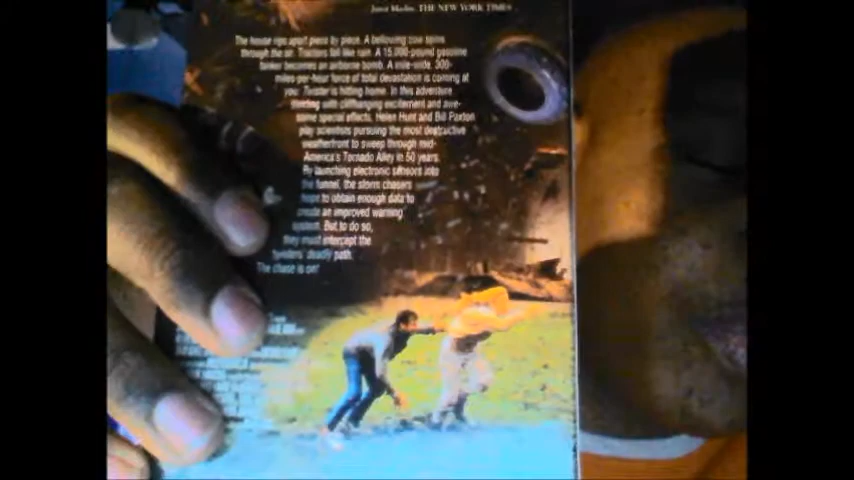 Janet Maslin, THE NEW YORK TIMES
The house rips apart piece by piece. A bellowing cow spins
through the air. Tractors fall like rain. A 15,000-pound gasoline
tanker becomes an airborne bomb. A mile-wide, 300-
miles-per-hour force of total devastation is coming at
you: Twister is hitting home. In this adventure
thrilling with cliffhanging excitement and awe-
some special effects, Helen Hunt and Bill Paxton
play scientists pursuing the most destructive
weatherfront to sweep through mid-
America's Tornado Alley in 50 years.
By launching electronic sensors into
the funnel, the storm chasers
hope to obtain enough data to
create an improved warning
system. But to do so,
they must intercept the
twisters' deadly path.
The chase is on!